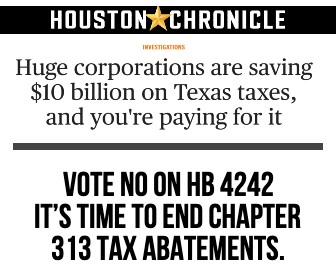 HOUSTON CHRONICLE
INVESTIGATIONS
Huge corporations are saving
$10 billion on Texas taxes,
and you're paying for it
VOTE NO ON HB 4242
IT'S TIME TO END CHAPTER
313 TAX ABATEMENTS.